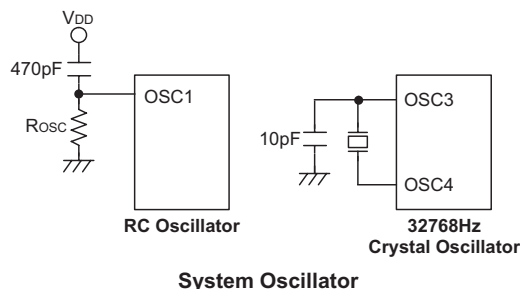 VDD
470pF
OSC1
ROSC
RC Oscillator
OSC3
10pF
OSC4
32768Hz
Crystal Oscillator
System Oscillator